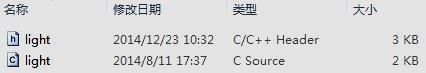 名称 修改日期 类型 大小
light 2014/12/23 10:32 C/C++ Header 3 KB
light 2014/8/11 17:37 C Source 2 KB